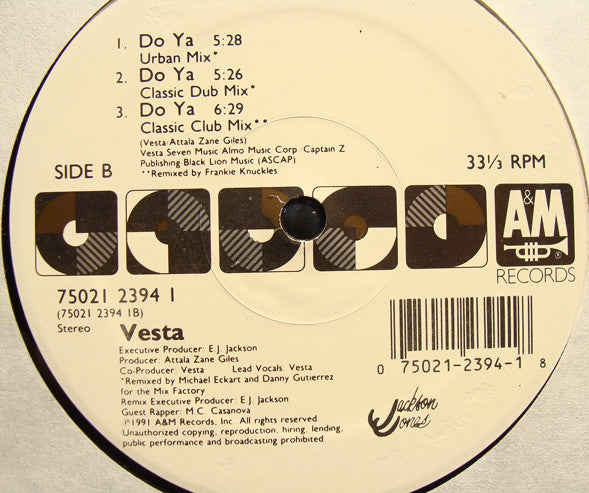 1. Do Ya 5:28
Urban Mix*
2. Do Ya 5:26
Classic Dub Mix*
3. Do Ya 6:29
Classic Club Mix**
(Vesta/Attala Zane Giles)
Vesta Seven Music Almo Music Corp. Captain Z
Publishing Black Lion Music (ASCAP)
**Remixed by Frankie Knuckles
SIDE B
33⅓ RPM
A&M
®
RECORDS
75021 2394 1
(75021 2394 1B)
Stereo
Vesta
Executive Producer: E.J. Jackson
Producer: Attala Zane Giles
Co-Producer: Vesta Lead Vocals: Vesta
*Remixed by Michael Eckart and Danny Gutierrez
for the Mix Factory
Remix Executive Producer: E.J. Jackson
Guest Rapper: M.C. Casanova
℗1991 A&M Records, Inc. All rights reserved.
Unauthorized copying, reproduction, hiring, lending,
public performance and broadcasting prohibited.
0 75021-2394-1 8
Jackson
Jones